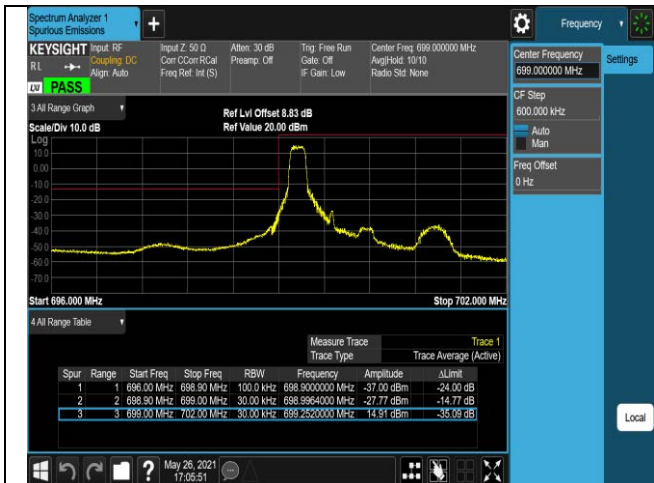 Spectrum Analyzer 1
Spurious Emissions
Frequency
KEYSIGHT
RL
LXI
PASS
Input: RF
Coupling: DC
Align: Auto
Input Z: 50 Ω
Corr CCorr RCal
Freq Ref: Int (S)
Atten: 30 dB
Preamp: Off
Trig: Free Run
Gate: Off
IF Gain: Low
Center Freq: 699.000000 MHz
Avg|Hold: 10/10
Radio Std: None
Center Frequency
699.000000 MHz
Settings
CF Step
600.000 kHz
Auto
Man
Freq Offset
0 Hz
3 All Range Graph
Scale/Div 10.0 dB
Ref Lvl Offset 8.83 dB
Ref Value 20.00 dBm
Log
10.0
0.00
-10.0
-20.0
-30.0
-40.0
-50.0
-60.0
-70.0
Start 696.000 MHz
Stop 702.000 MHz
4 All Range Table
Measure Trace Trace 1
Trace Type Trace Average (Active)
Spur Range Start Freq Stop Freq RBW Frequency Amplitude ΔLimit
1 1 696.00 MHz 698.90 MHz 100.0 kHz 698.9000000 MHz -37.00 dBm -24.00 dB
2 2 698.90 MHz 699.00 MHz 30.00 kHz 698.9964000 MHz -27.77 dBm -14.77 dB
3 3 699.00 MHz 702.00 MHz 30.00 kHz 699.2520000 MHz 14.91 dBm -35.09 dB
Local
?
May 26, 2021
17:05:51